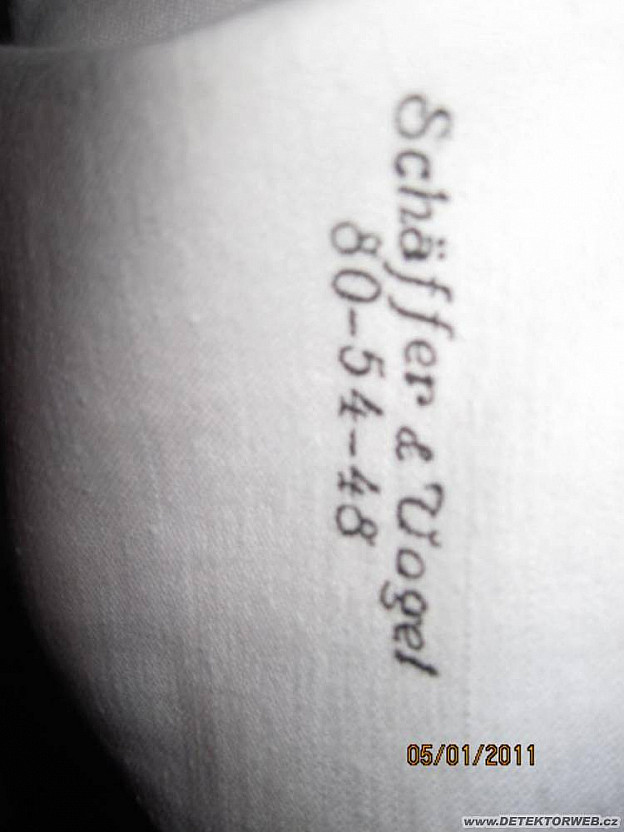 Schäffer & Vogel
80-54-48
05/01/2011
www.DETEKTORWEB.cz